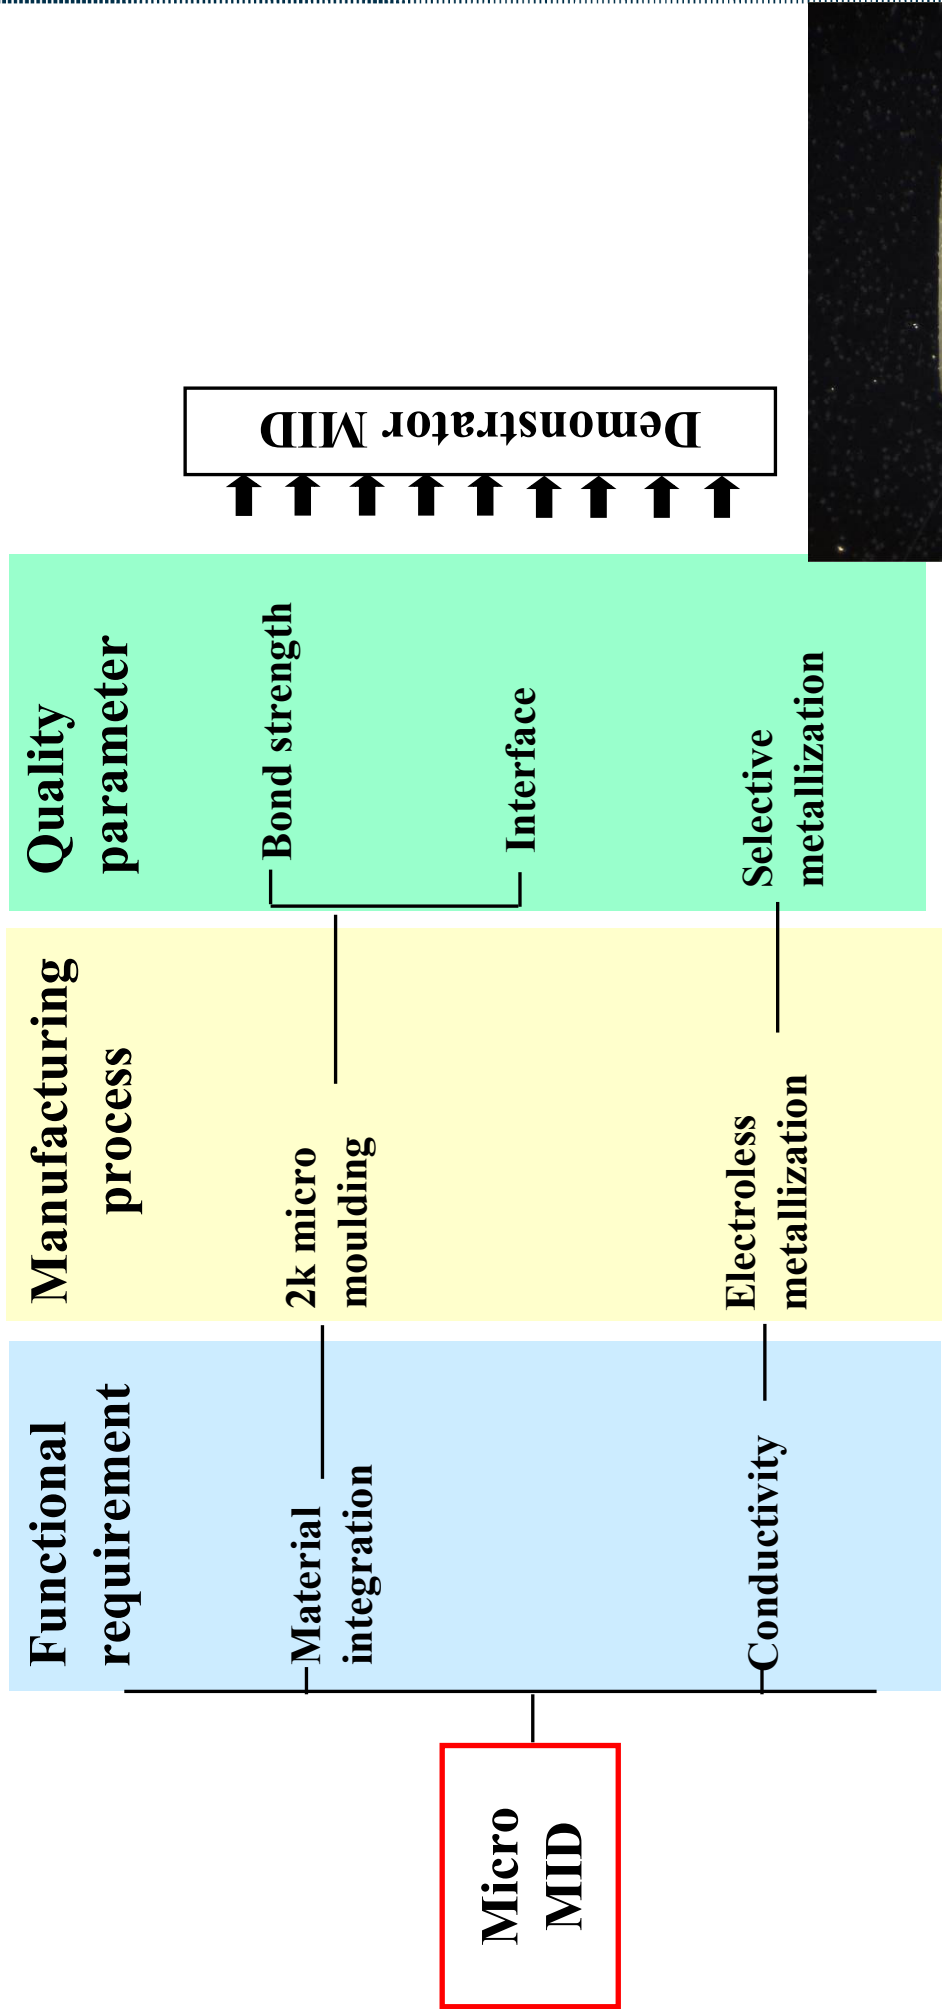 Micro
MID
Functional
requirement
Material
integration
Conductivity
Manufacturing
process
2k micro
moulding
Electroless
metallization
Quality
parameter
Bond strength
Interface
Selective
metallization
Demonstrator MID